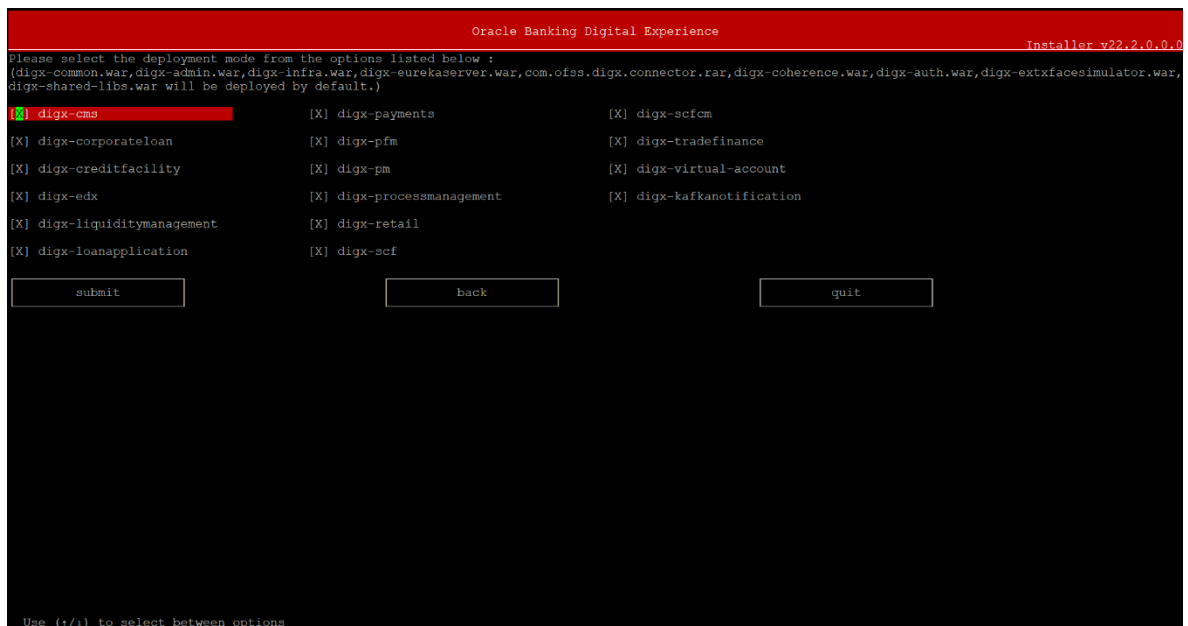 Oracle Banking Digital Experience
Installer v22.2.0.0.0
Please select the deployment mode from the options listed below :
(digx-common.war,digx-admin.war,digx-infra.war,digx-eurekaserver.war,com.ofss.digx.connector.rar,digx-coherence.war,digx-auth.war,digx-extxfacesimulator.war,
digx-shared-libs.war will be deployed by default.)
[X] digx-cms [X] digx-payments [X] digx-scfcm
[X] digx-corporateloan [X] digx-pfm [X] digx-tradefinance
[X] digx-creditfacility [X] digx-pm [X] digx-virtual-account
[X] digx-edx [X] digx-processmanagement [X] digx-kafkanotification
[X] digx-liquiditymanagement [X] digx-retail
[X] digx-loanapplication [X] digx-scf
submit back quit
Use (↑/↓) to select between options